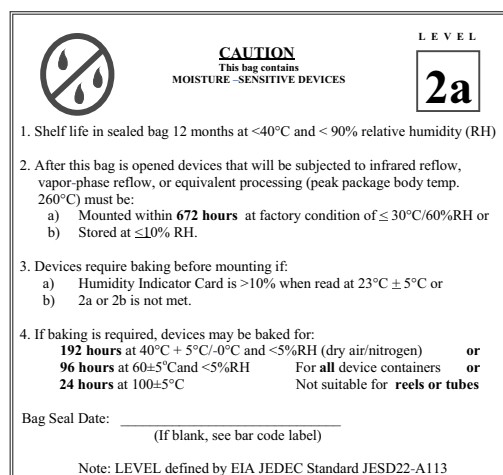 L E V E L
CAUTION
This bag contains
MOISTURE –SENSITIVE DEVICES
2a
1. Shelf life in sealed bag 12 months at <40°C and < 90% relative humidity (RH)
2. After this bag is opened devices that will be subjected to infrared reflow,
vapor-phase reflow, or equivalent processing (peak package body temp.
260°C) must be:
a) Mounted within 672 hours at factory condition of ≤ 30°C/60%RH or
b) Stored at ≤10% RH.
3. Devices require baking before mounting if:
a) Humidity Indicator Card is >10% when read at 23°C ± 5°C or
b) 2a or 2b is not met.
4. If baking is required, devices may be baked for:
192 hours at 40°C + 5°C/-0°C and <5%RH (dry air/nitrogen) or
96 hours at 60±5°Cand <5%RH For all device containers or
24 hours at 100±5°C Not suitable for reels or tubes
Bag Seal Date: ______________________________
(If blank, see bar code label)
Note: LEVEL defined by EIA JEDEC Standard JESD22-A113